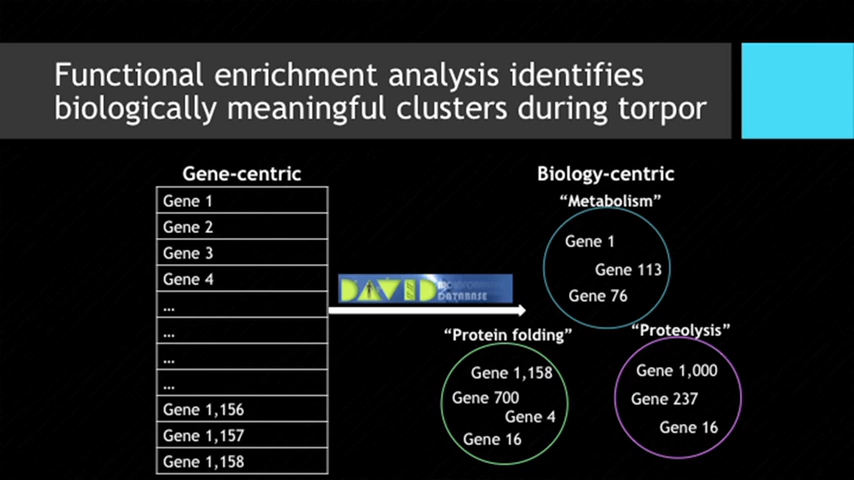 Functional enrichment analysis identifies
biologically meaningful clusters during torpor
Gene-centric
Gene 1
Gene 2
Gene 3
Gene 4
...
...
...
...
Gene 1,156
Gene 1,157
Gene 1,158
DAVID
DATABASE
Biology-centric
“Metabolism”
Gene 1
Gene 113
Gene 76
“Protein folding”
Gene 1,158
Gene 700
Gene 4
Gene 16
“Proteolysis”
Gene 1,000
Gene 237
Gene 16